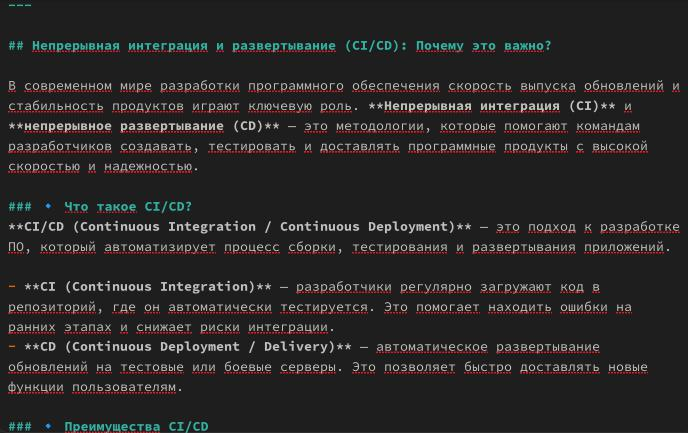 ---
## Непрерывная интеграция и развертывание (CI/CD): Почему это важно?
В современном мире разработки программного обеспечения скорость выпуска обновлений и
стабильность продуктов играют ключевую роль. **Непрерывная интеграция (CI)** и
**непрерывное развертывание (CD)** — это методологии, которые помогают командам
разработчиков создавать, тестировать и доставлять программные продукты с высокой
скоростью и надежностью.
### 🔹 Что такое CI/CD?
**CI/CD (Continuous Integration / Continuous Deployment)** — это подход к разработке
ПО, который автоматизирует процесс сборки, тестирования и развертывания приложений.
- **CI (Continuous Integration)** — разработчики регулярно загружают код в
репозиторий, где он автоматически тестируется. Это помогает находить ошибки на
ранних этапах и снижает риски интеграции.
- **CD (Continuous Deployment / Delivery)** — автоматическое развертывание
обновлений на тестовые или боевые серверы. Это позволяет быстро доставлять новые
функции пользователям.
### 🔹 Преимущества CI/CD